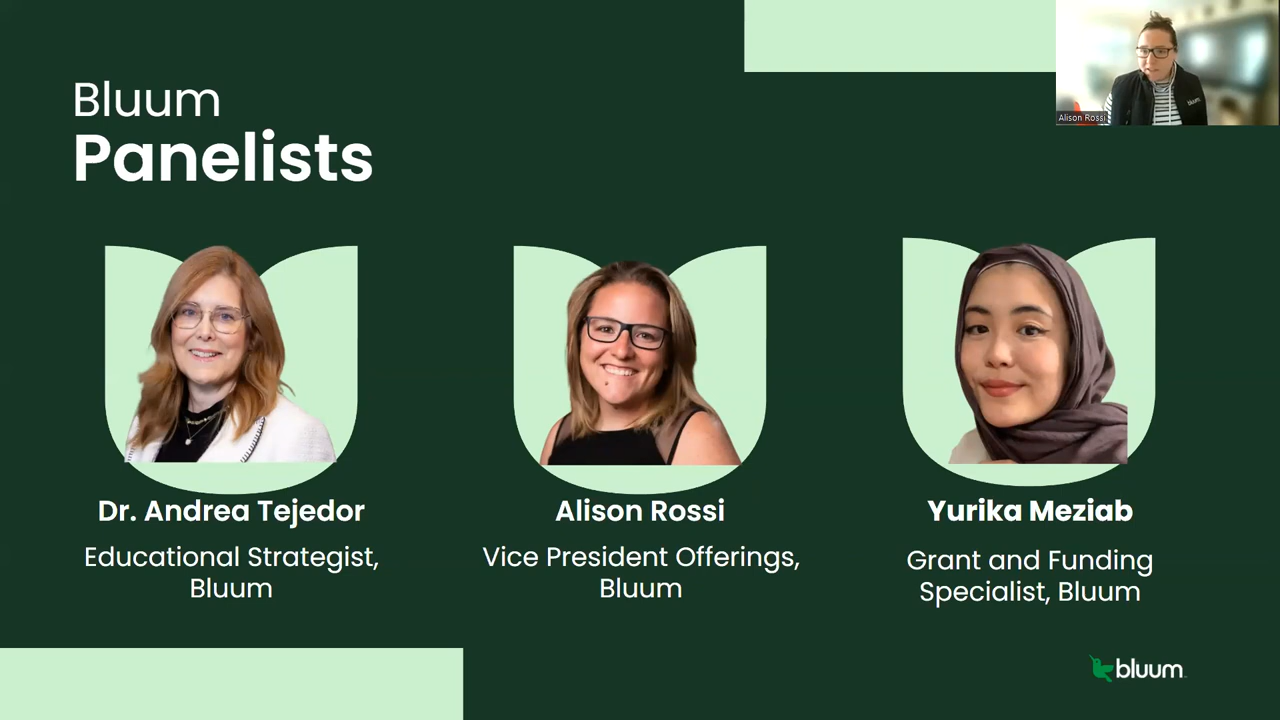 Bluum
Panelists
Alison Rossi
bluum
Dr. Andrea Tejedor
Educational Strategist,
Bluum
Alison Rossi
Vice President Offerings,
Bluum
Yurika Meziab
Grant and Funding
Specialist, Bluum
bluum